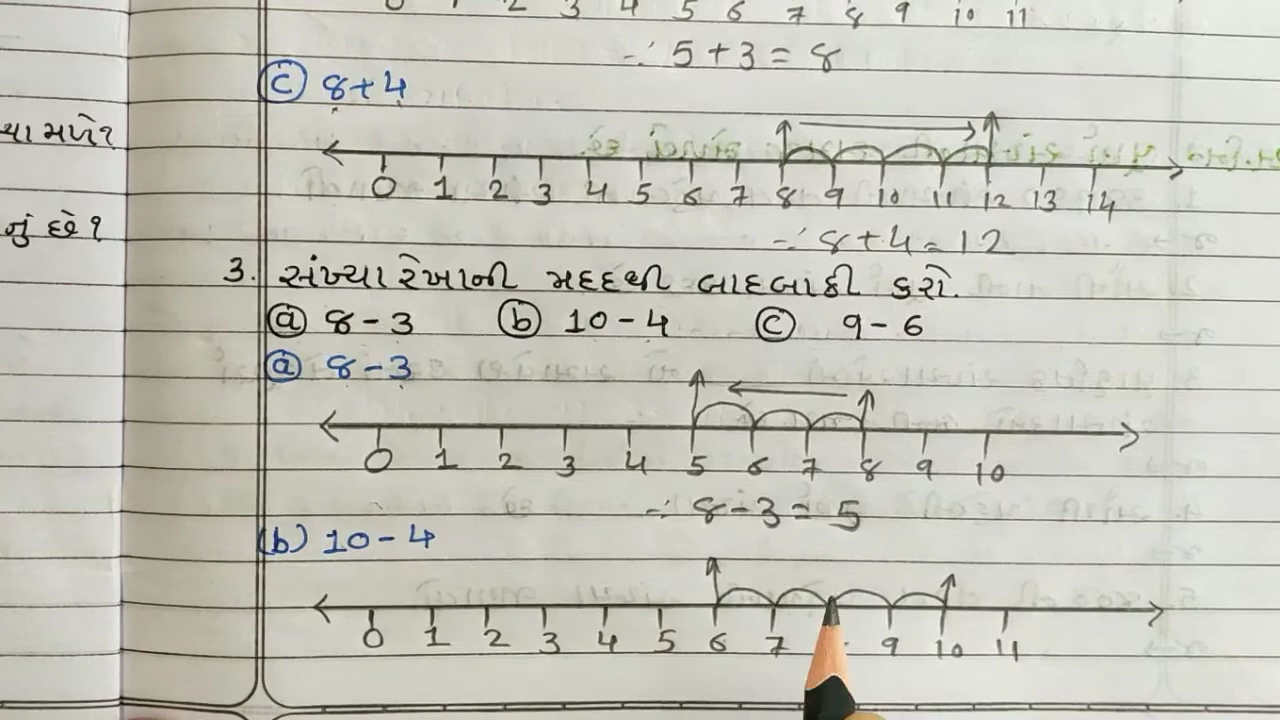 0 1 2 3 4 5 6 7 8 9 10 11
∴ 5 + 3 = 8
ⓒ 8 + 4
યા મળે?
0 1 2 3 4 5 6 7 8 9 10 11 12 13 14
નું છે?
∴ 8 + 4 = 12
3. સંખ્યારેખાની મદદથી બાદબાકી કરો.
ⓐ 8 - 3 ⓑ 10 - 4 ⓒ 9 - 6
ⓐ 8 - 3
0 1 2 3 4 5 6 7 8 9 10
∴ 8 - 3 = 5
(b) 10 - 4
0 1 2 3 4 5 6 7 9 10 11